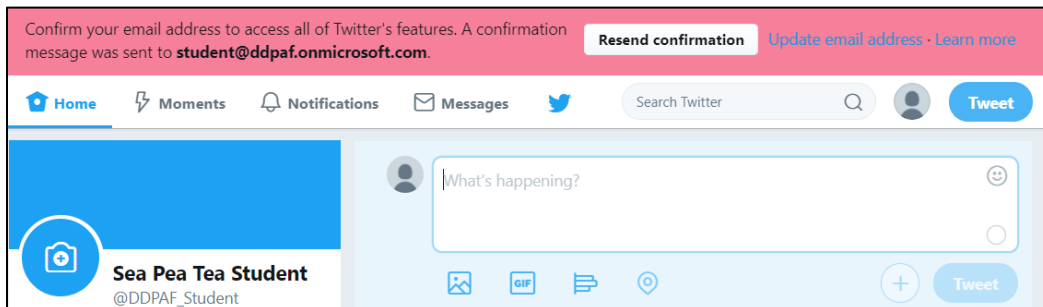 Confirm your email address to access all of Twitter's features. A confirmation
message was sent to student@ddpaf.onmicrosoft.com.
Resend confirmation
Update email address · Learn more
Home
Moments
Notifications
Messages
Search Twitter
Tweet
What's happening?
GIF
Tweet
Sea Pea Tea Student
@DDPAF_Student